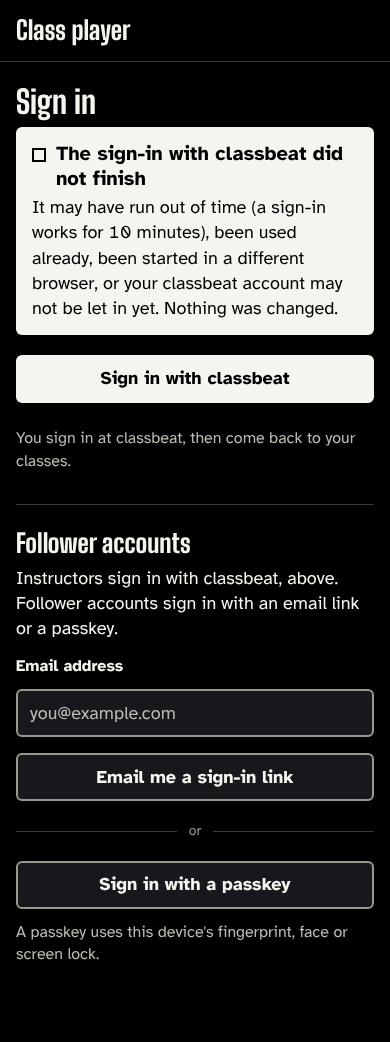 Class player
Sign in
The sign-in with classbeat did
not finish
It may have run out of time (a sign-in
works for 10 minutes), been used
already, been started in a different
browser, or your classbeat account may
not be let in yet. Nothing was changed.
Sign in with classbeat
You sign in at classbeat, then come back to your
classes.
Follower accounts
Instructors sign in with classbeat, above.
Follower accounts sign in with an email link
or a passkey.
Email address
you@example.com
Email me a sign-in link
or
Sign in with a passkey
A passkey uses this device's fingerprint, face or
screen lock.